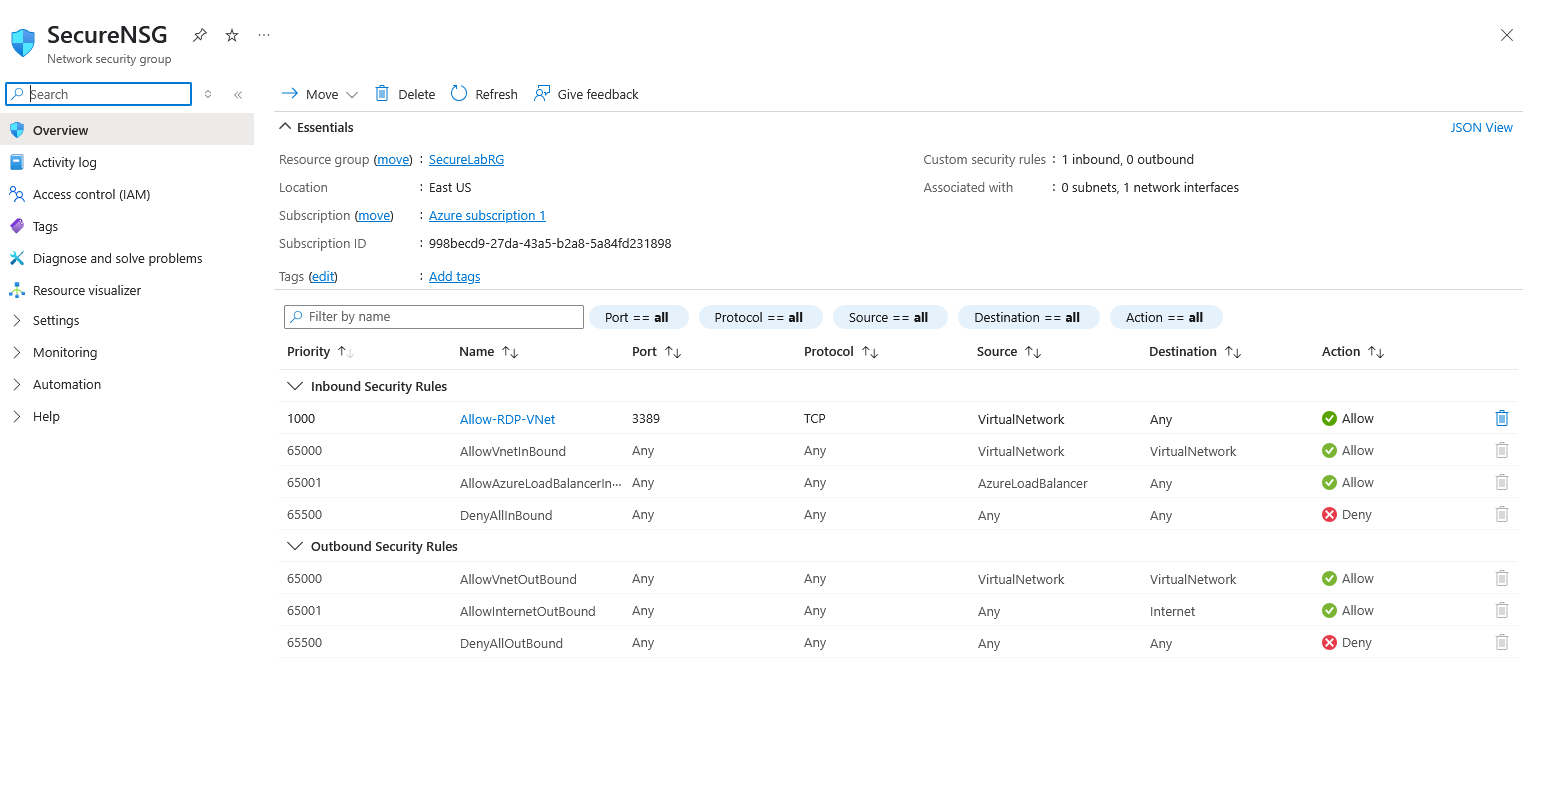 SecureNSG
Network security group
Search
Overview
Activity log
Access control (IAM)
Tags
Diagnose and solve problems
Resource visualizer
Settings
Monitoring
Automation
Help
Move Delete Refresh Give feedback
Essentials JSON View
Resource group (move) : SecureLabRG
Location : East US
Subscription (move) : Azure subscription 1
Subscription ID : 998becd9-27da-43a5-b2a8-5a84fd231898
Tags (edit) : Add tags
Custom security rules : 1 inbound, 0 outbound
Associated with : 0 subnets, 1 network interfaces
Filter by name Port == all Protocol == all Source == all Destination == all Action == all
Priority Name Port Protocol Source Destination Action
Inbound Security Rules
1000 Allow-RDP-VNet 3389 TCP VirtualNetwork Any Allow
65000 AllowVnetInBound Any Any VirtualNetwork VirtualNetwork Allow
65001 AllowAzureLoadBalancerIn··· Any Any AzureLoadBalancer Any Allow
65500 DenyAllInBound Any Any Any Any Deny
Outbound Security Rules
65000 AllowVnetOutBound Any Any VirtualNetwork VirtualNetwork Allow
65001 AllowInternetOutBound Any Any Any Internet Allow
65500 DenyAllOutBound Any Any Any Any Deny